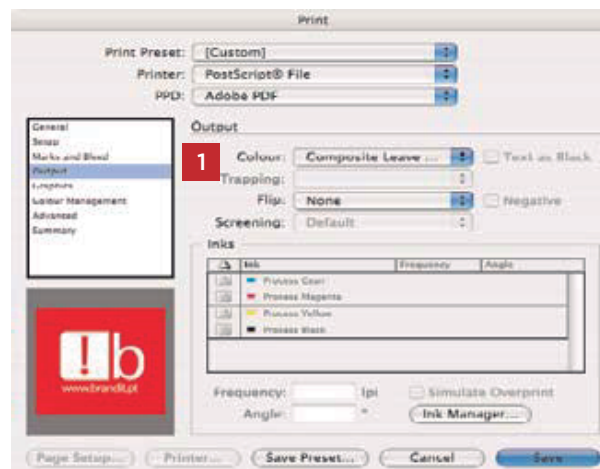 Print
Print Preset: [Custom]
Printer: PostScript® File
PPD: Adobe PDF
General
Setup
Marks and Bleed
Output
Graphics
Colour Management
Advanced
Summary
Output
1
Colour: Composite Leave ... Text as Black
Trapping:
Flip: None Negative
Screening: Default
Inks
Ink Frequency Angle
Process Cyan
Process Magenta
Process Yellow
Process Black
!b
www.brandit.pt
Frequency: lpi Simulate Overprint
Angle: ° Ink Manager...
Page Setup... Printer... Save Preset... Cancel Save